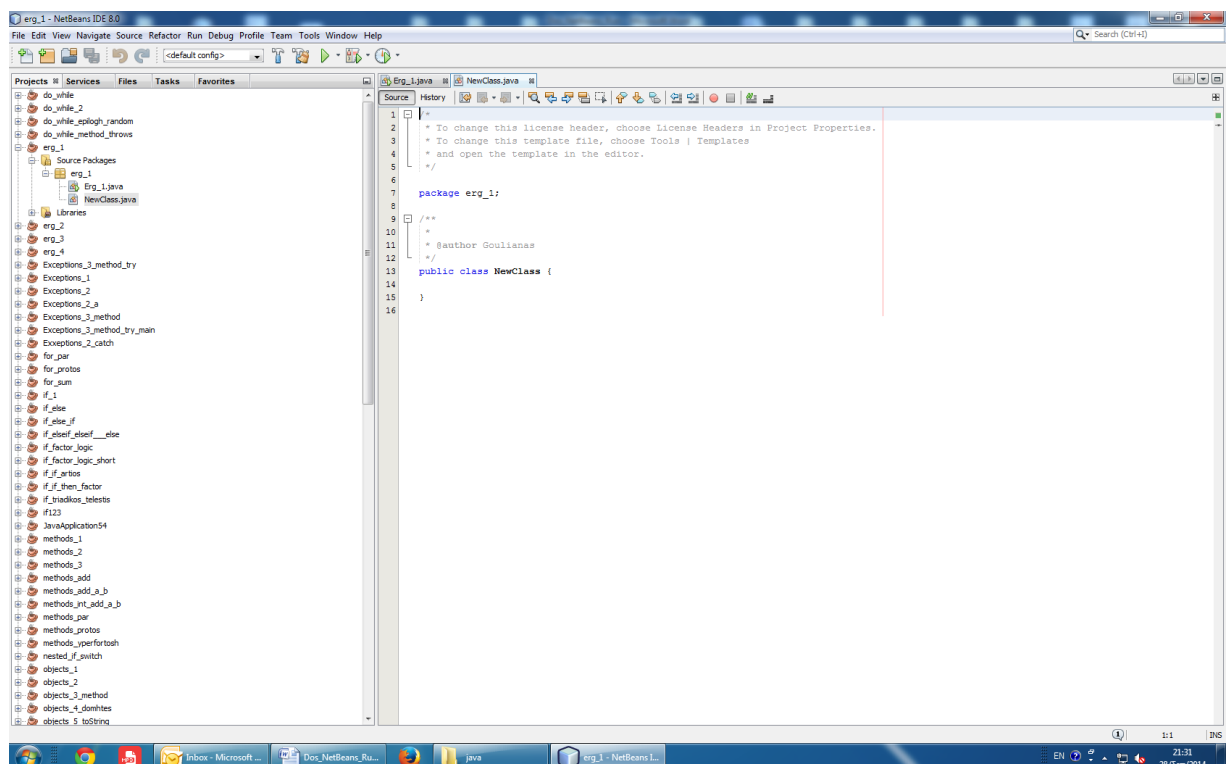 erg_1 - NetBeans IDE 8.0
File Edit View Navigate Source Refactor Run Debug Profile Team Tools Window Help
Search (Ctrl+I)
<default config>
Projects Services Files Tasks Favorites
do_while
do_while_2
do_while_epilogh_random
do_while_method_throws
erg_1
Source Packages
erg_1
Erg_1.java
NewClass.java
Libraries
erg_2
erg_3
erg_4
Exceptions_3_method_try
Exceptions_1
Exceptions_2
Exceptions_2_a
Exceptions_3_method
Exceptions_3_method_try_main
Exxeptions_2_catch
for_par
for_protos
for_sum
if_1
if_else
if_else_if
if_elseif_elseif___else
if_factor_logic
if_factor_logic_short
if_if_artios
if_if_then_factor
if_triadikos_telestis
if123
JavaApplication54
methods_1
methods_2
methods_3
methods_add
methods_add_a_b
methods_int_add_a_b
methods_par
methods_protos
methods_yperfortosh
nested_if_switch
objects_1
objects_2
objects_3_method
objects_4_domhtes
objects_5_toString
Erg_1.java NewClass.java
Source History
1 /*
2 * To change this license header, choose License Headers in Project Properties.
3 * To change this template file, choose Tools | Templates
4 * and open the template in the editor.
5 */
6
7 package erg_1;
8
9 /**
10 *
11 * @author Goulianas
12 */
13 public class NewClass {
14
15 }
16
1:1 INS
Inbox - Microsoft ... Dos_NetBeans_Ru... java erg_1 - NetBeans I...
EN 21:31